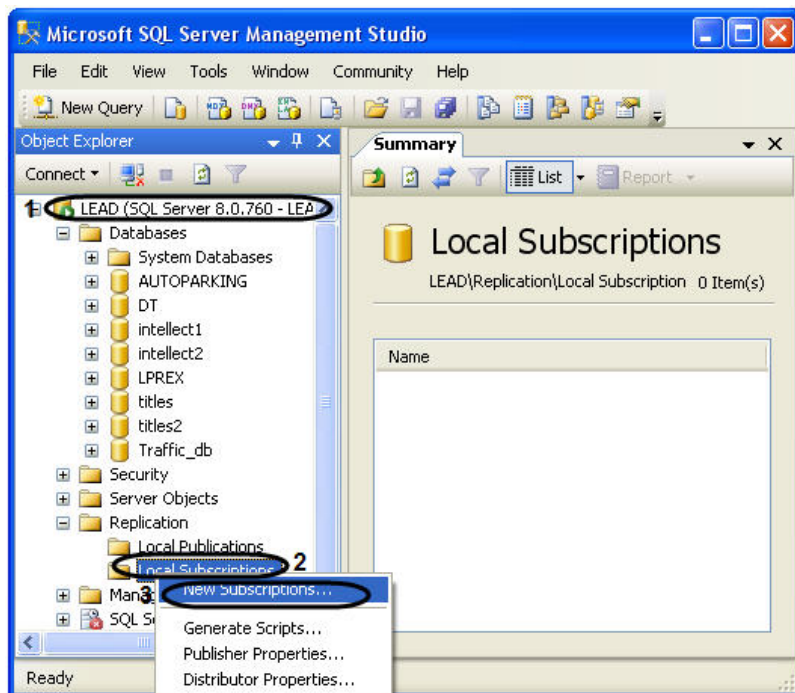 Microsoft SQL Server Management Studio
File Edit View Tools Window Community Help
New Query
Object Explorer
Connect
1 LEAD (SQL Server 8.0.760 - LEA
Databases
System Databases
AUTOPARKING
DT
intellect1
intellect2
LPREX
titles
titles2
Traffic_db
Security
Server Objects
Replication
Local Publications
Local Subscriptions 2
3 New Subscriptions...
Generate Scripts...
Publisher Properties...
Distributor Properties...
Summary
List Report
Local Subscriptions
LEAD\Replication\Local Subscription 0 Item(s)
Name
Ready